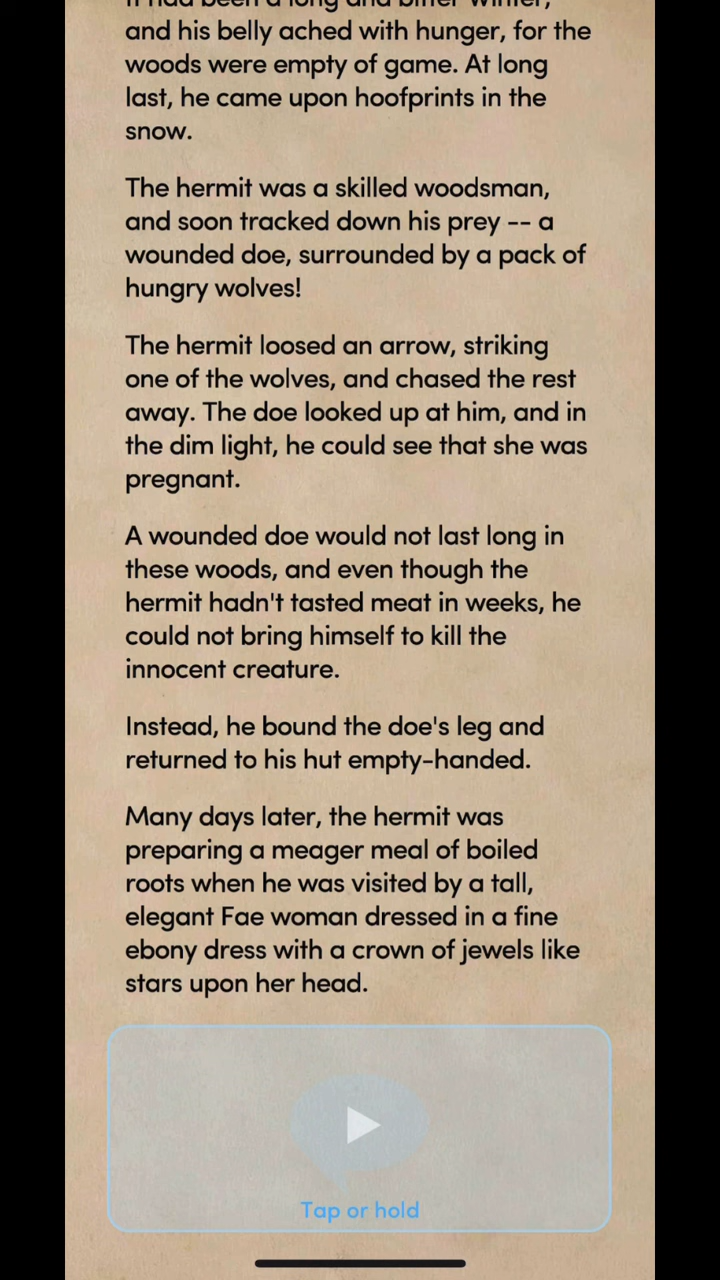 It had been a long and bitter winter,
and his belly ached with hunger, for the
woods were empty of game. At long
last, he came upon hoofprints in the
snow.
The hermit was a skilled woodsman,
and soon tracked down his prey -- a
wounded doe, surrounded by a pack of
hungry wolves!
The hermit loosed an arrow, striking
one of the wolves, and chased the rest
away. The doe looked up at him, and in
the dim light, he could see that she was
pregnant.
A wounded doe would not last long in
these woods, and even though the
hermit hadn't tasted meat in weeks, he
could not bring himself to kill the
innocent creature.
Instead, he bound the doe's leg and
returned to his hut empty-handed.
Many days later, the hermit was
preparing a meager meal of boiled
roots when he was visited by a tall,
elegant Fae woman dressed in a fine
ebony dress with a crown of jewels like
stars upon her head.
Tap or hold